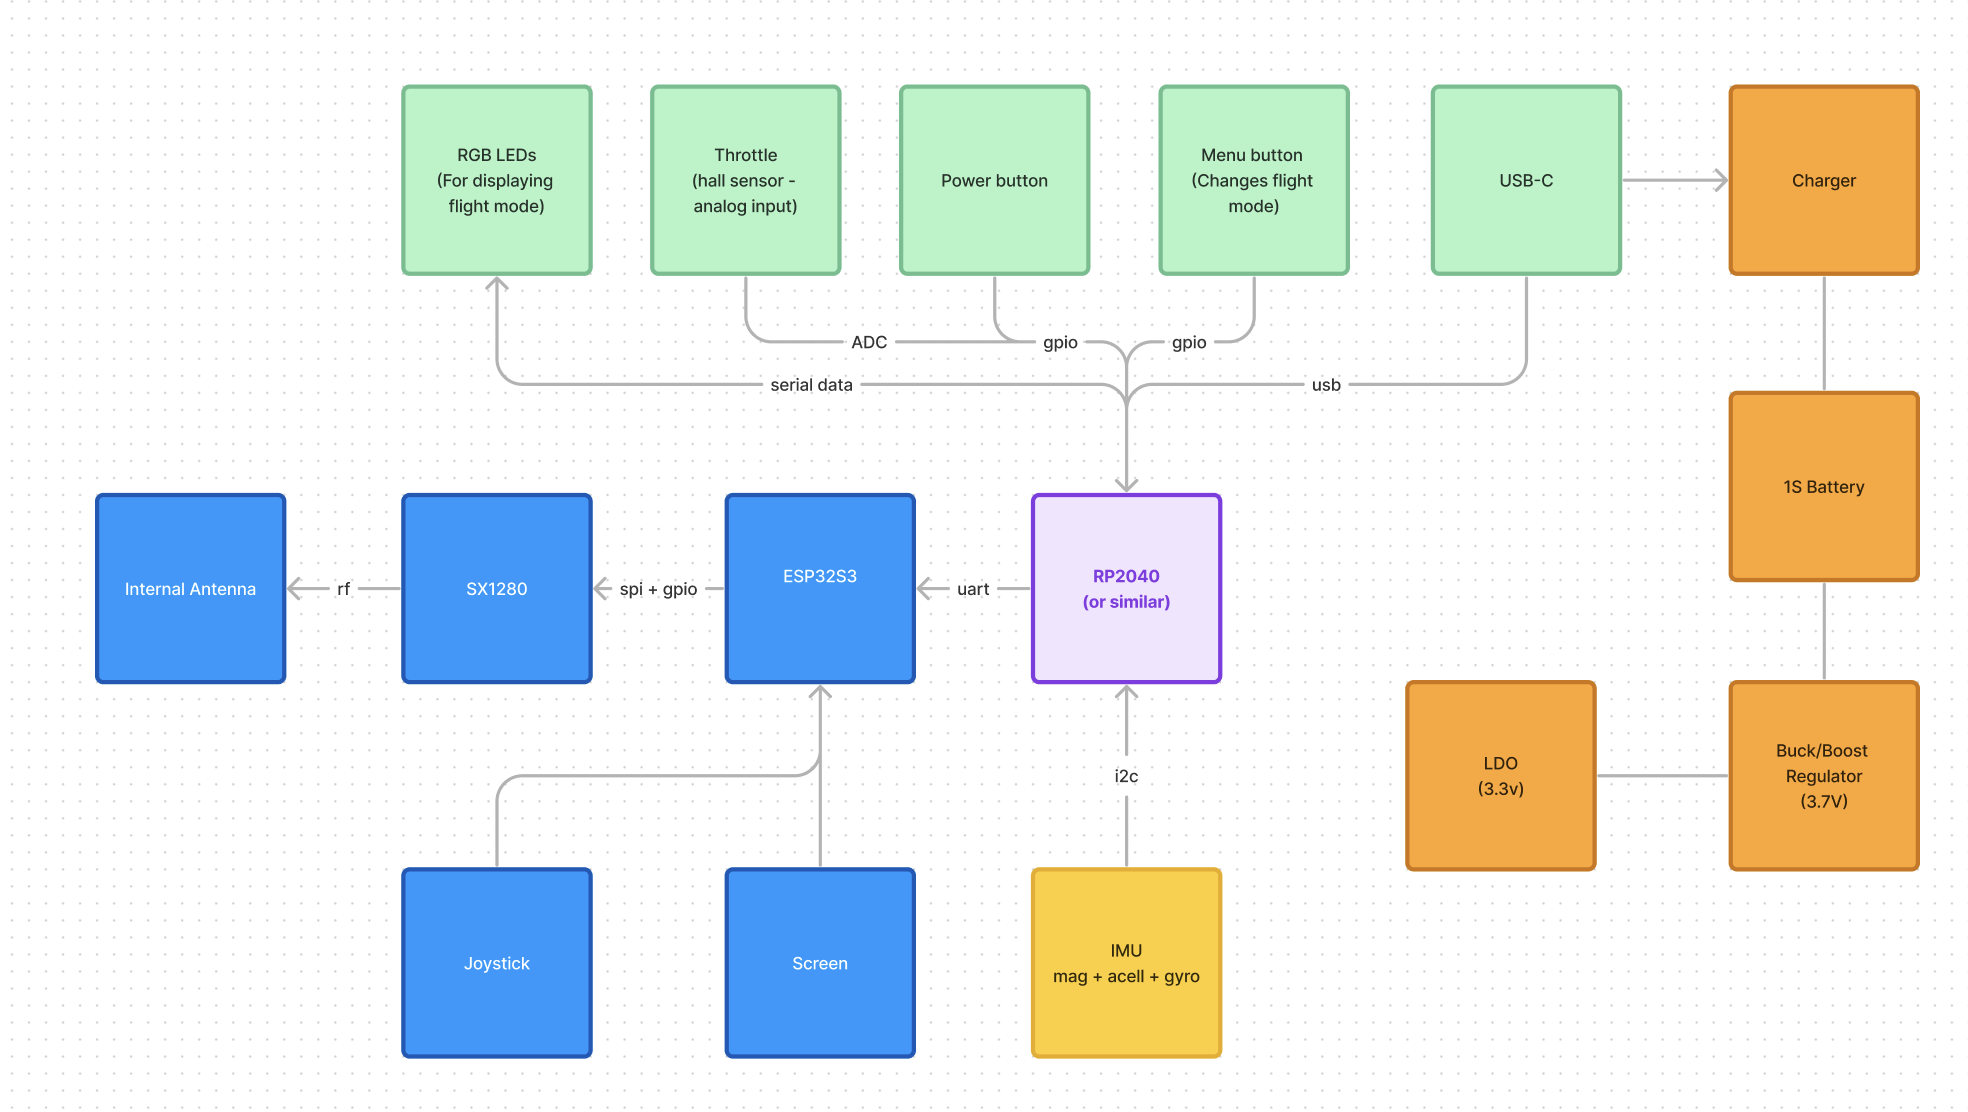 RGB LEDs
(For displaying
flight mode)
Throttle
(hall sensor -
analog input)
Power button
Menu button
(Changes flight
mode)
USB-C
Charger
ADC
gpio
gpio
serial data
usb
1S Battery
Internal Antenna
rf
SX1280
spi + gpio
ESP32S3
uart
RP2040
(or similar)
i2c
LDO
(3.3v)
Buck/Boost
Regulator
(3.7V)
Joystick
Screen
IMU
mag + acell + gyro